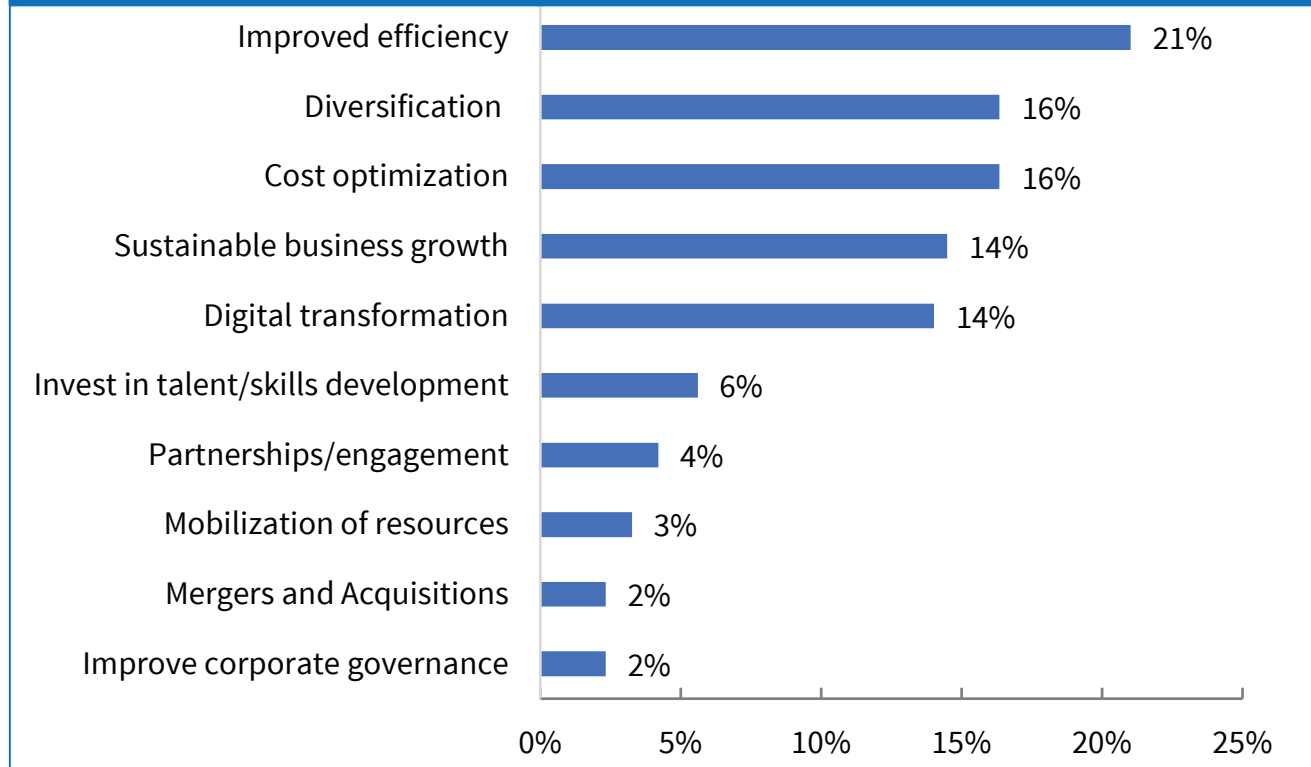 Improved efficiency 21%
Diversification 16%
Cost optimization 16%
Sustainable business growth 14%
Digital transformation 14%
Invest in talent/skills development 6%
Partnerships/engagement 4%
Mobilization of resources 3%
Mergers and Acquisitions 2%
Improve corporate governance 2%
0% 5% 10% 15% 20% 25%